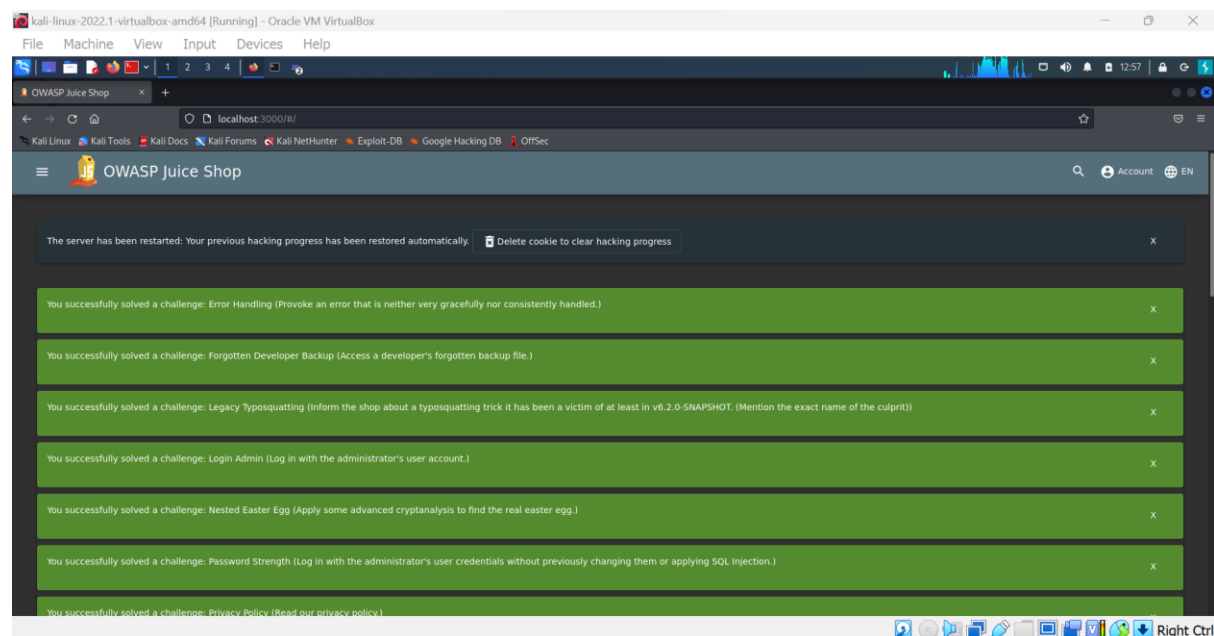 kali-linux-2022.1-virtualbox-amd64 [Running] - Oracle VM VirtualBox
File Machine View Input Devices Help
1 2 3 4 12:57
OWASP Juice Shop
localhost:3000/#/
Kali Linux Kali Tools Kali Docs Kali Forums Kali NetHunter Exploit-DB Google Hacking DB OffSec
OWASP Juice Shop Account EN
The server has been restarted: Your previous hacking progress has been restored automatically. Delete cookie to clear hacking progress X
You successfully solved a challenge: Error Handling (Provoke an error that is neither very gracefully nor consistently handled.) X
You successfully solved a challenge: Forgotten Developer Backup (Access a developer's forgotten backup file.) X
You successfully solved a challenge: Legacy Typosquatting (Inform the shop about a typosquatting trick it has been a victim of at least in v6.2.0-SNAPSHOT. (Mention the exact name of the culprit)) X
You successfully solved a challenge: Login Admin (Log in with the administrator's user account.) X
You successfully solved a challenge: Nested Easter Egg (Apply some advanced cryptanalysis to find the real easter egg.) X
You successfully solved a challenge: Password Strength (Log in with the administrator's user credentials without previously changing them or applying SQL Injection.) X
You successfully solved a challenge: Privacy Policy (Read our privacy policy.)
Right Ctrl